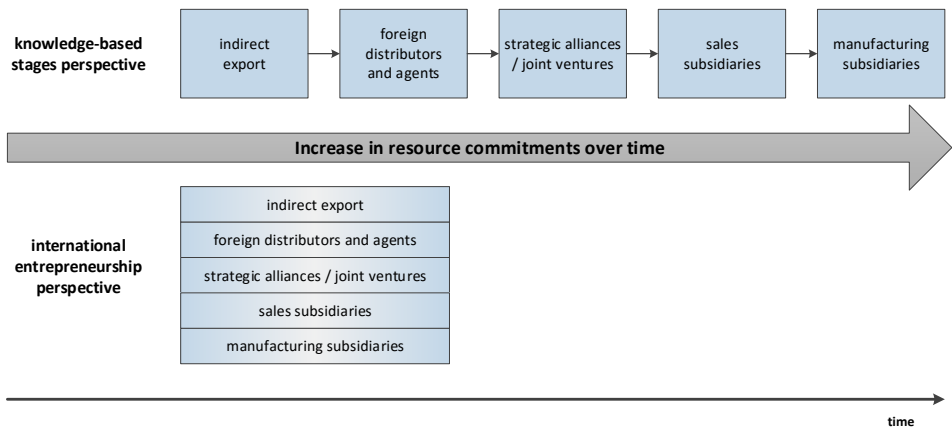 knowledge-based
stages perspective
indirect
export
foreign
distributors
and agents
strategic alliances
/ joint ventures
sales
subsidiaries
manufacturing
subsidiaries
Increase in resource commitments over time
international
entrepreneurship
perspective
indirect export
foreign distributors and agents
strategic alliances / joint ventures
sales subsidiaries
manufacturing subsidiaries
time